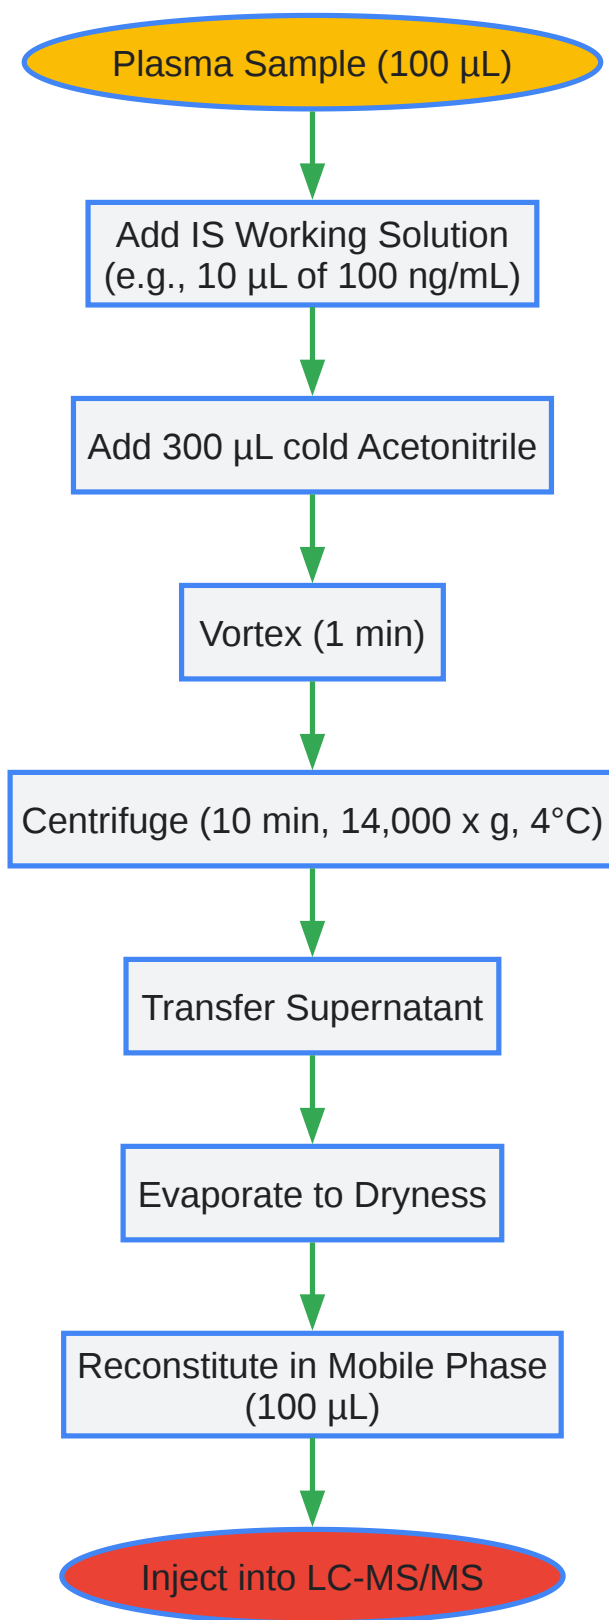 Plasma Sample (100 µL)
Add IS Working Solution
(e.g., 10 µL of 100 ng/mL)
Add 300 µL cold Acetonitrile
Vortex (1 min)
Centrifuge (10 min, 14,000 x g, 4°C)
Transfer Supernatant
Evaporate to Dryness
Reconstitute in Mobile Phase
(100 µL)
Inject into LC-MS/MS